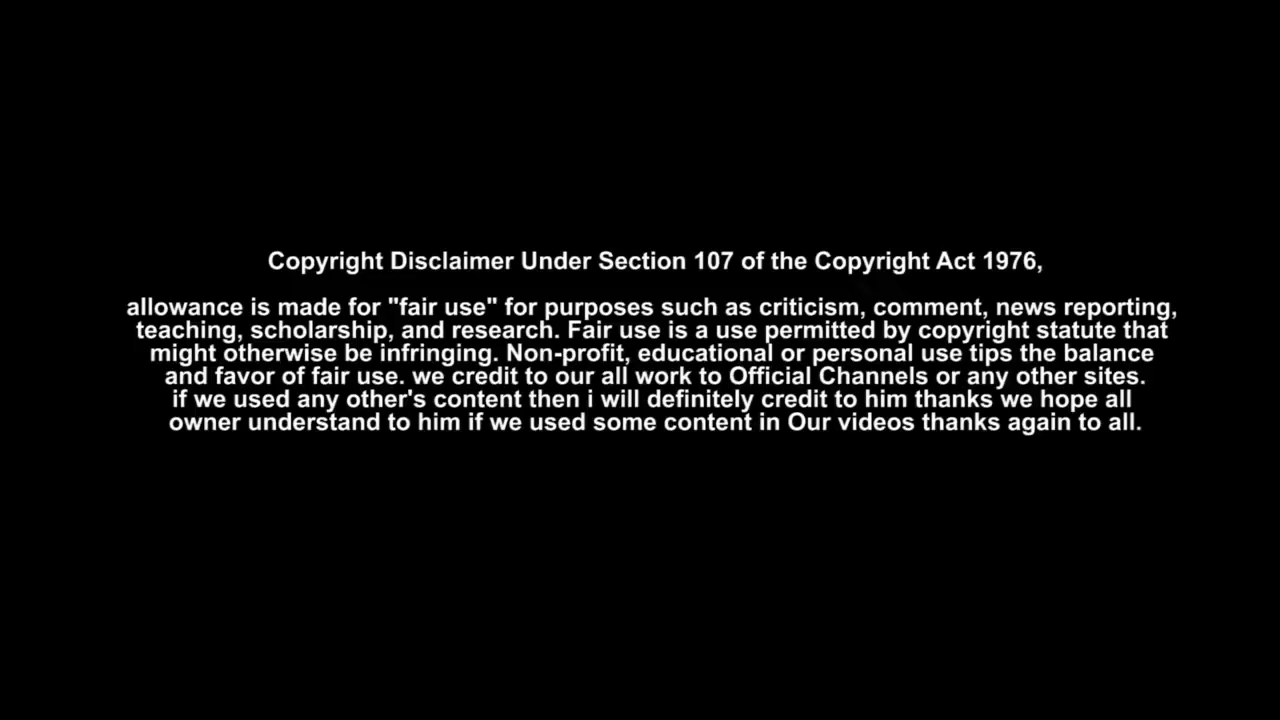 Copyright Disclaimer Under Section 107 of the Copyright Act 1976,
allowance is made for "fair use" for purposes such as criticism, comment, news reporting,
teaching, scholarship, and research. Fair use is a use permitted by copyright statute that
might otherwise be infringing. Non-profit, educational or personal use tips the balance
and favor of fair use. we credit to our all work to Official Channels or any other sites.
if we used any other's content then i will definitely credit to him thanks we hope all
owner understand to him if we used some content in Our videos thanks again to all.